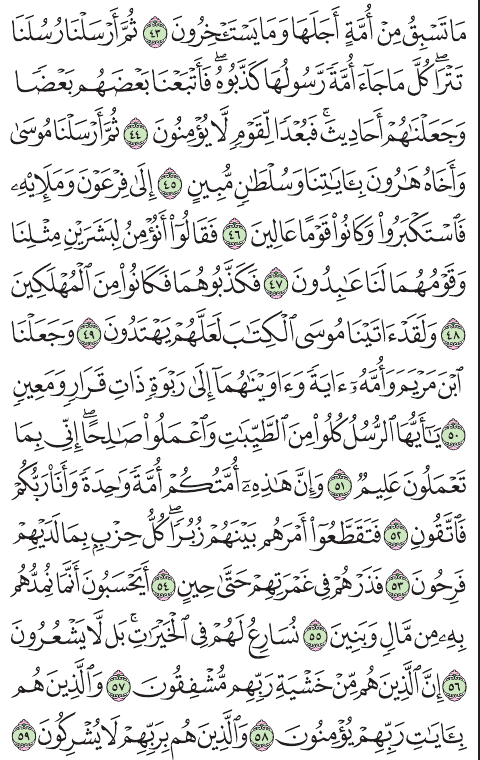 مَا تَسۡبِقُ مِنۡ أُمَّةٍ أَجَلَهَا وَمَا يَسۡتَـٔۡخِرُونَ ٤٣ ثُمَّ أَرۡسَلۡنَا رُسُلَنَا
تَتۡرَاۖ كُلَّ مَا جَآءَ أُمَّةٗ رَّسُولُهَا كَذَّبُوهُۖ فَأَتۡبَعۡنَا بَعۡضَهُم بَعۡضٗا
وَجَعَلۡنَٰهُمۡ أَحَادِيثَۚ فَبُعۡدٗا لِّقَوۡمٖ لَّا يُؤۡمِنُونَ ٤٤ ثُمَّ أَرۡسَلۡنَا مُوسَىٰ
وَأَخَاهُ هَٰرُونَ بِـَٔايَٰتِنَا وَسُلۡطَٰنٖ مُّبِينٍ ٤٥ إِلَىٰ فِرۡعَوۡنَ وَمَلَإِيْهِۦ
فَٱسۡتَكۡبَرُواْ وَكَانُواْ قَوۡمًا عَالِينَ ٤٦ فَقَالُوٓاْ أَنُؤۡمِنُ لِبَشَرَيۡنِ مِثۡلِنَا
وَقَوۡمُهُمَا لَنَا عَٰبِدُونَ ٤٧ فَكَذَّبُوهُمَا فَكَانُواْ مِنَ ٱلۡمُهۡلَكِينَ
٤٨ وَلَقَدۡ ءَاتَيۡنَا مُوسَى ٱلۡكِتَٰبَ لَعَلَّهُمۡ يَهۡتَدُونَ ٤٩ وَجَعَلۡنَا
ٱبۡنَ مَرۡيَمَ وَأُمَّهُۥٓ ءَايَةٗ وَءَاوَيۡنَٰهُمَآ إِلَىٰ رَبۡوَةٖ ذَاتِ قَرَارٖ وَمَعِينٖ
٥٠ يَٰٓأَيُّهَا ٱلرُّسُلُ كُلُواْ مِنَ ٱلطَّيِّبَٰتِ وَٱعۡمَلُواْ صَٰلِحًاۖ إِنِّي بِمَا
تَعۡمَلُونَ عَلِيمٞ ٥١ وَإِنَّ هَٰذِهِۦٓ أُمَّتُكُمۡ أُمَّةٗ وَٰحِدَةٗ وَأَنَا۠ رَبُّكُمۡ
فَٱتَّقُونِ ٥٢ فَتَقَطَّعُوٓاْ أَمۡرَهُم بَيۡنَهُمۡ زُبُرٗاۖ كُلُّ حِزۡبِۭ بِمَا لَدَيۡهِمۡ
فَرِحُونَ ٥٣ فَذَرۡهُمۡ فِي غَمۡرَتِهِمۡ حَتَّىٰ حِينٍ ٥٤ أَيَحۡسَبُونَ أَنَّمَا نُمِدُّهُم
بِهِۦ مِن مَّالٖ وَبَنِينَ ٥٥ نُسَارِعُ لَهُمۡ فِي ٱلۡخَيۡرَٰتِۚ بَل لَّا يَشۡعُرُونَ
٥٦ إِنَّ ٱلَّذِينَ هُم مِّنۡ خَشۡيَةِ رَبِّهِم مُّشۡفِقُونَ ٥٧ وَٱلَّذِينَ هُم
بِـَٔايَٰتِ رَبِّهِمۡ يُؤۡمِنُونَ ٥٨ وَٱلَّذِينَ هُم بِرَبِّهِمۡ لَا يُشۡرِكُونَ ٥٩